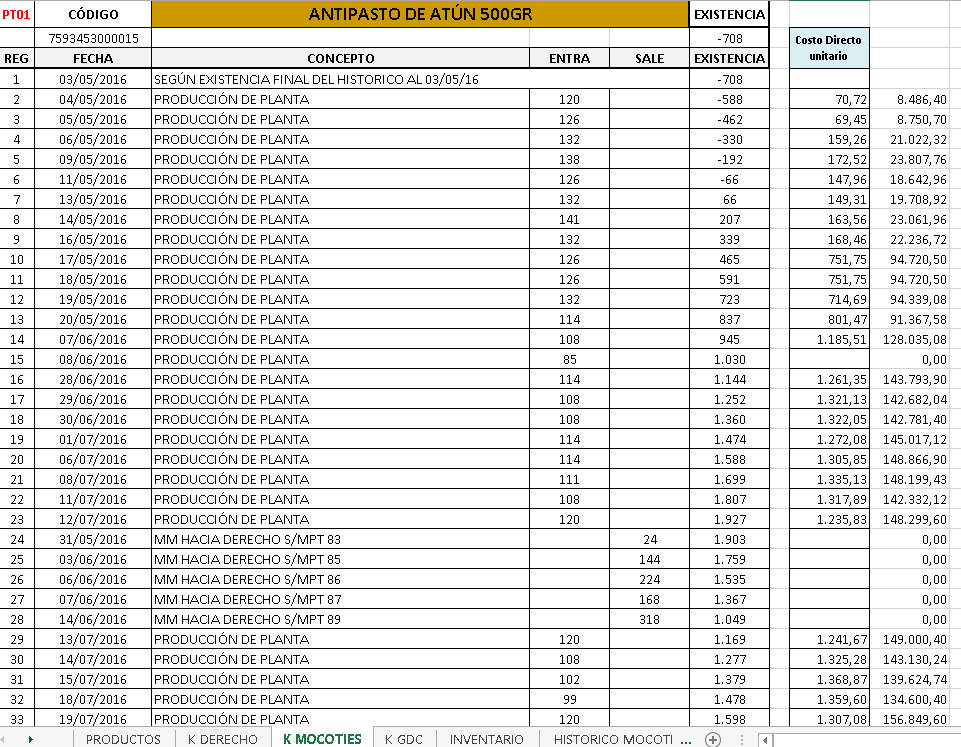 PT01 CÓDIGO ANTIPASTO DE ATÚN 500GR EXISTENCIA
7593453000015 -708 Costo Directo unitario
REG FECHA CONCEPTO ENTRA SALE EXISTENCIA
1 03/05/2016 SEGÚN EXISTENCIA FINAL DEL HISTORICO AL 03/05/16 -708
2 04/05/2016 PRODUCCIÓN DE PLANTA 120 -588 70,72 8.486,40
3 05/05/2016 PRODUCCIÓN DE PLANTA 126 -462 69,45 8.750,70
4 06/05/2016 PRODUCCIÓN DE PLANTA 132 -330 159,26 21.022,32
5 09/05/2016 PRODUCCIÓN DE PLANTA 138 -192 172,52 23.807,76
6 11/05/2016 PRODUCCIÓN DE PLANTA 126 -66 147,96 18.642,96
7 13/05/2016 PRODUCCIÓN DE PLANTA 132 66 149,31 19.708,92
8 14/05/2016 PRODUCCIÓN DE PLANTA 141 207 163,56 23.061,96
9 16/05/2016 PRODUCCIÓN DE PLANTA 132 339 168,46 22.236,72
10 17/05/2016 PRODUCCIÓN DE PLANTA 126 465 751,75 94.720,50
11 18/05/2016 PRODUCCIÓN DE PLANTA 126 591 751,75 94.720,50
12 19/05/2016 PRODUCCIÓN DE PLANTA 132 723 714,69 94.339,08
13 20/05/2016 PRODUCCIÓN DE PLANTA 114 837 801,47 91.367,58
14 07/06/2016 PRODUCCIÓN DE PLANTA 108 945 1.185,51 128.035,08
15 08/06/2016 PRODUCCIÓN DE PLANTA 85 1.030 0,00
16 28/06/2016 PRODUCCIÓN DE PLANTA 114 1.144 1.261,35 143.793,90
17 29/06/2016 PRODUCCIÓN DE PLANTA 108 1.252 1.321,13 142.682,04
18 30/06/2016 PRODUCCIÓN DE PLANTA 108 1.360 1.322,05 142.781,40
19 01/07/2016 PRODUCCIÓN DE PLANTA 114 1.474 1.272,08 145.017,12
20 06/07/2016 PRODUCCIÓN DE PLANTA 114 1.588 1.305,85 148.866,90
21 08/07/2016 PRODUCCIÓN DE PLANTA 111 1.699 1.335,13 148.199,43
22 11/07/2016 PRODUCCIÓN DE PLANTA 108 1.807 1.317,89 142.332,12
23 12/07/2016 PRODUCCIÓN DE PLANTA 120 1.927 1.235,83 148.299,60
24 31/05/2016 MM HACIA DERECHO S/MPT 83 24 1.903 0,00
25 03/06/2016 MM HACIA DERECHO S/MPT 85 144 1.759 0,00
26 06/06/2016 MM HACIA DERECHO S/MPT 86 224 1.535 0,00
27 07/06/2016 MM HACIA DERECHO S/MPT 87 168 1.367 0,00
28 14/06/2016 MM HACIA DERECHO S/MPT 89 318 1.049 0,00
29 13/07/2016 PRODUCCIÓN DE PLANTA 120 1.169 1.241,67 149.000,40
30 14/07/2016 PRODUCCIÓN DE PLANTA 108 1.277 1.325,28 143.130,24
31 15/07/2016 PRODUCCIÓN DE PLANTA 102 1.379 1.368,87 139.624,74
32 18/07/2016 PRODUCCIÓN DE PLANTA 99 1.478 1.359,60 134.600,40
33 19/07/2016 PRODUCCIÓN DE PLANTA 120 1.598 1.307,08 156.849,60
PRODUCTOS K DERECHO K MOCOTIES K GDC INVENTARIO HISTORICO MOCOTI ...